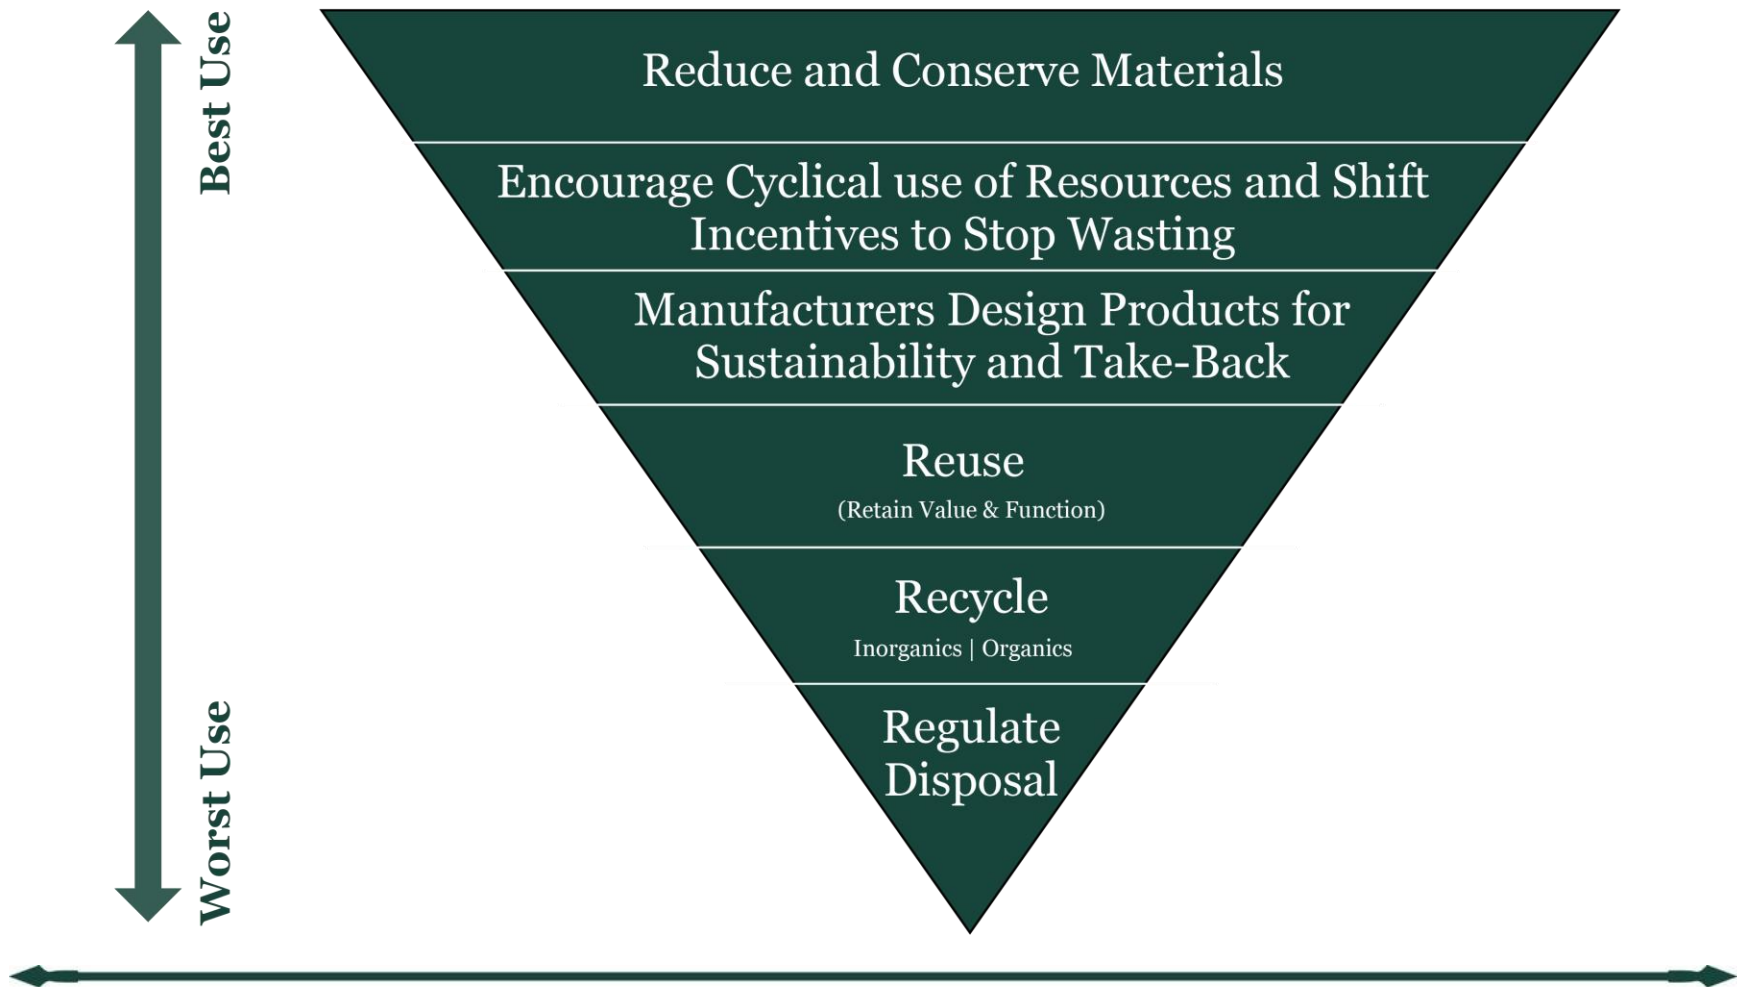 Best Use
Worst Use
Reduce and Conserve Materials
Encourage Cyclical use of Resources and Shift
Incentives to Stop Wasting
Manufacturers Design Products for
Sustainability and Take-Back
Reuse
(Retain Value & Function)
Recycle
Inorganics | Organics
Regulate
Disposal